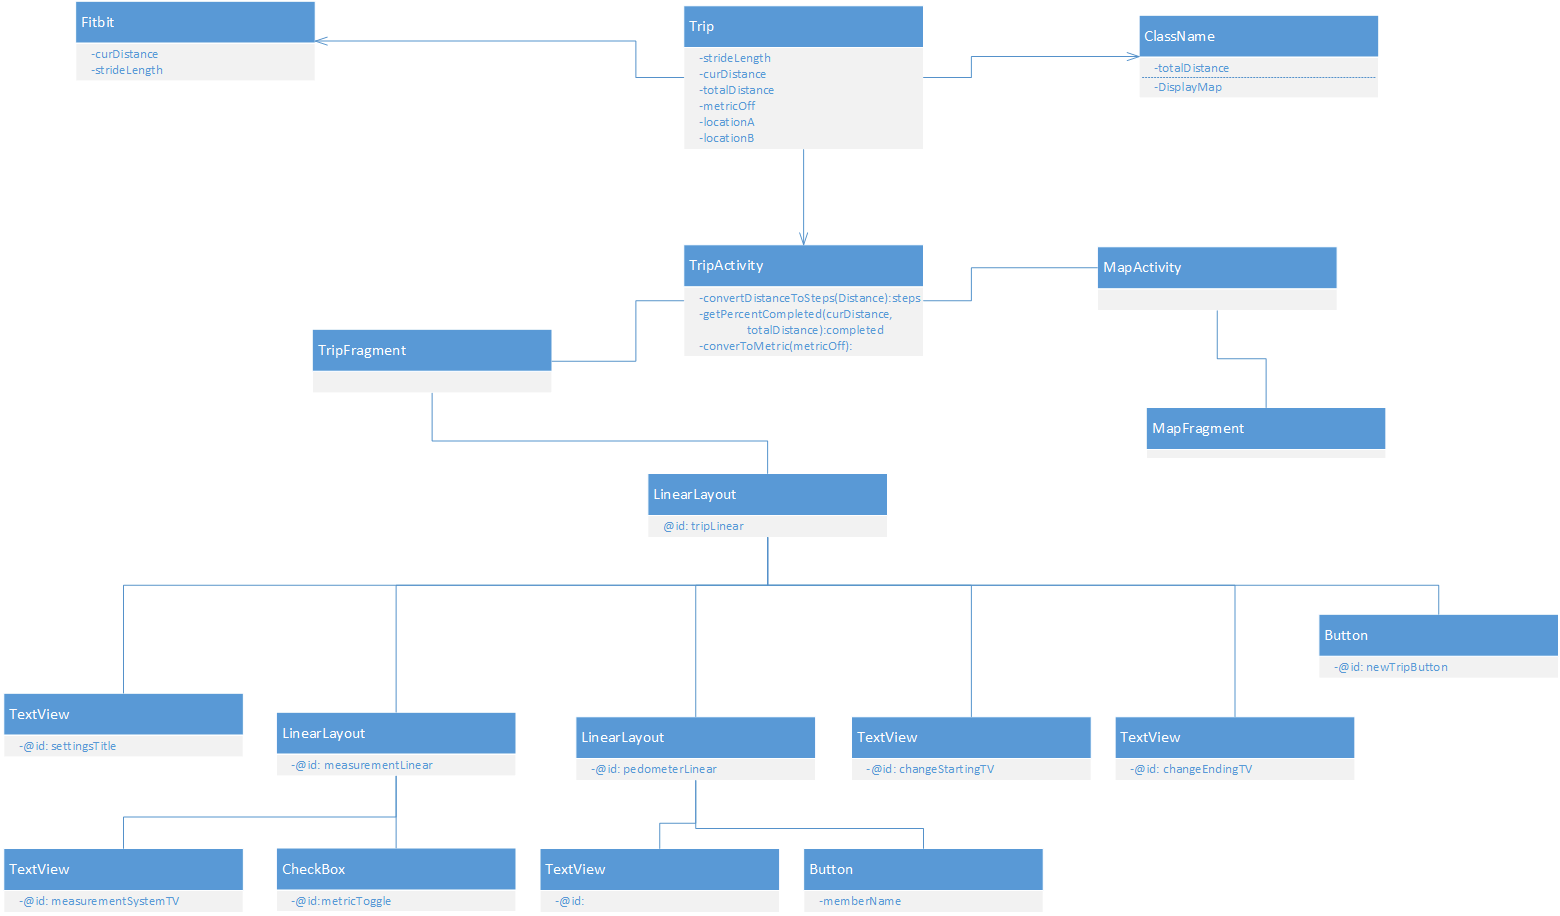 Fitbit
-curDistance
-strideLength
Trip
-strideLength
-curDistance
-totalDistance
-metricOff
-locationA
-locationB
ClassName
-totalDistance
-DisplayMap
TripActivity
-convertDistanceToSteps(Distance):steps
-getPercentCompleted(curDistance,
totalDistance):completed
-converToMetric(metricOff):
MapActivity
TripFragment
MapFragment
LinearLayout
@id: tripLinear
Button
-@id: newTripButton
TextView
-@id: settingsTitle
LinearLayout
-@id: measurementLinear
LinearLayout
-@id: pedometerLinear
TextView
-@id: changeStartingTV
TextView
-@id: changeEndingTV
TextView
-@id: measurementSystemTV
CheckBox
-@id:metricToggle
TextView
-@id:
Button
-memberName